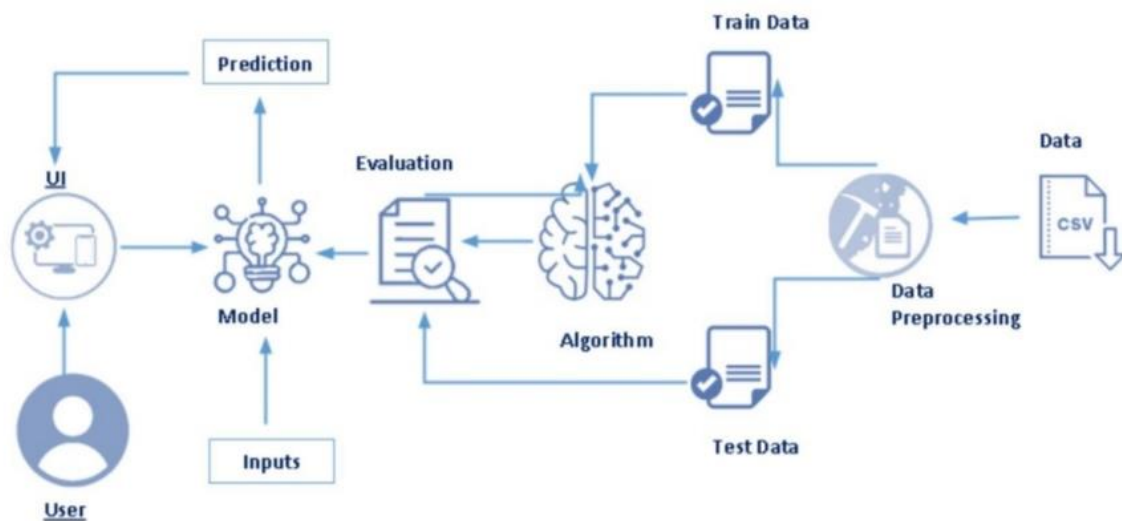 Train Data
Prediction
Data
Evaluation
UI
CSV
Model
Data
Preprocessing
Algorithm
Test Data
Inputs
User